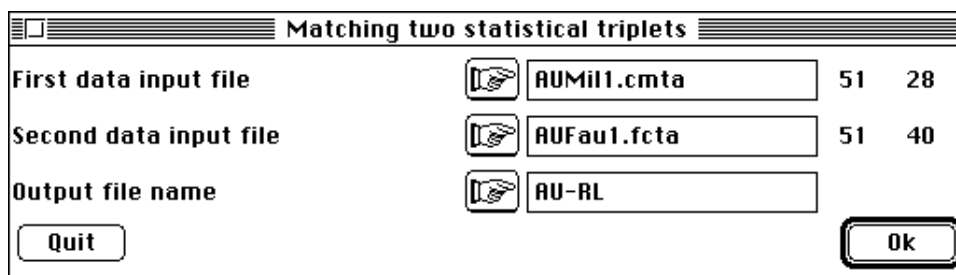 Matching two statistical triplets
First data input file AUMil1.cmta 51 28
Second data input file AUFau1.fcta 51 40
Output file name AU-RL
Quit Ok